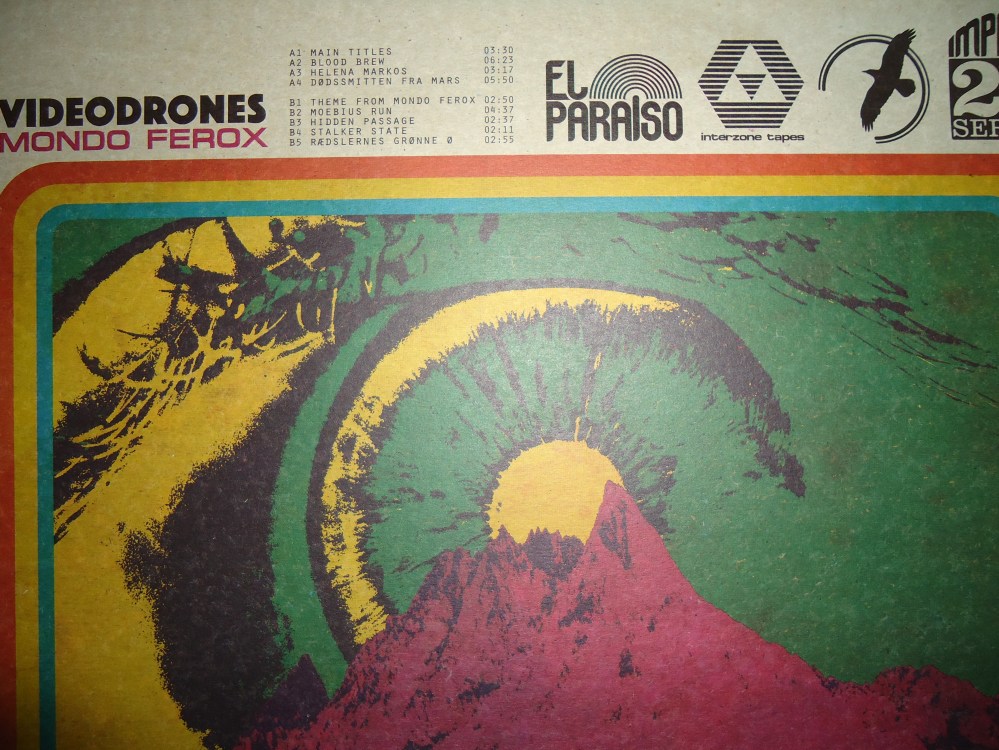 VIDEODRONES
MONDO FEROX
A1 MAIN TITLES 03:30
A2 BLOOD BREW 06:23
A3 HELENA MARKOS 03:17
A4 DØDSSMITTEN FRA MARS 05:50
B1 THEME FROM MONDO FEROX 02:50
B2 MOEBIUS RUN 04:37
B3 HIDDEN PASSAGE 02:37
B4 STALKER STATE 02:11
B5 RÆDSLERNES GRØNNE Ø 02:55
EL
PARAÍSO
interzone tapes
2